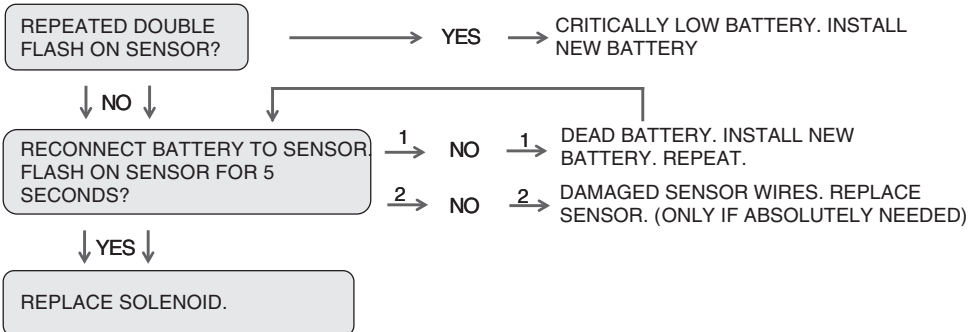 REPEATED DOUBLE
FLASH ON SENSOR?
YES
CRITICALLY LOW BATTERY. INSTALL
NEW BATTERY
NO
RECONNECT BATTERY TO SENSOR.
FLASH ON SENSOR FOR 5
SECONDS?
1
NO
1
DEAD BATTERY. INSTALL NEW
BATTERY. REPEAT.
2
NO
2
DAMAGED SENSOR WIRES. REPLACE
SENSOR. (ONLY IF ABSOLUTELY NEEDED)
YES
REPLACE SOLENOID.